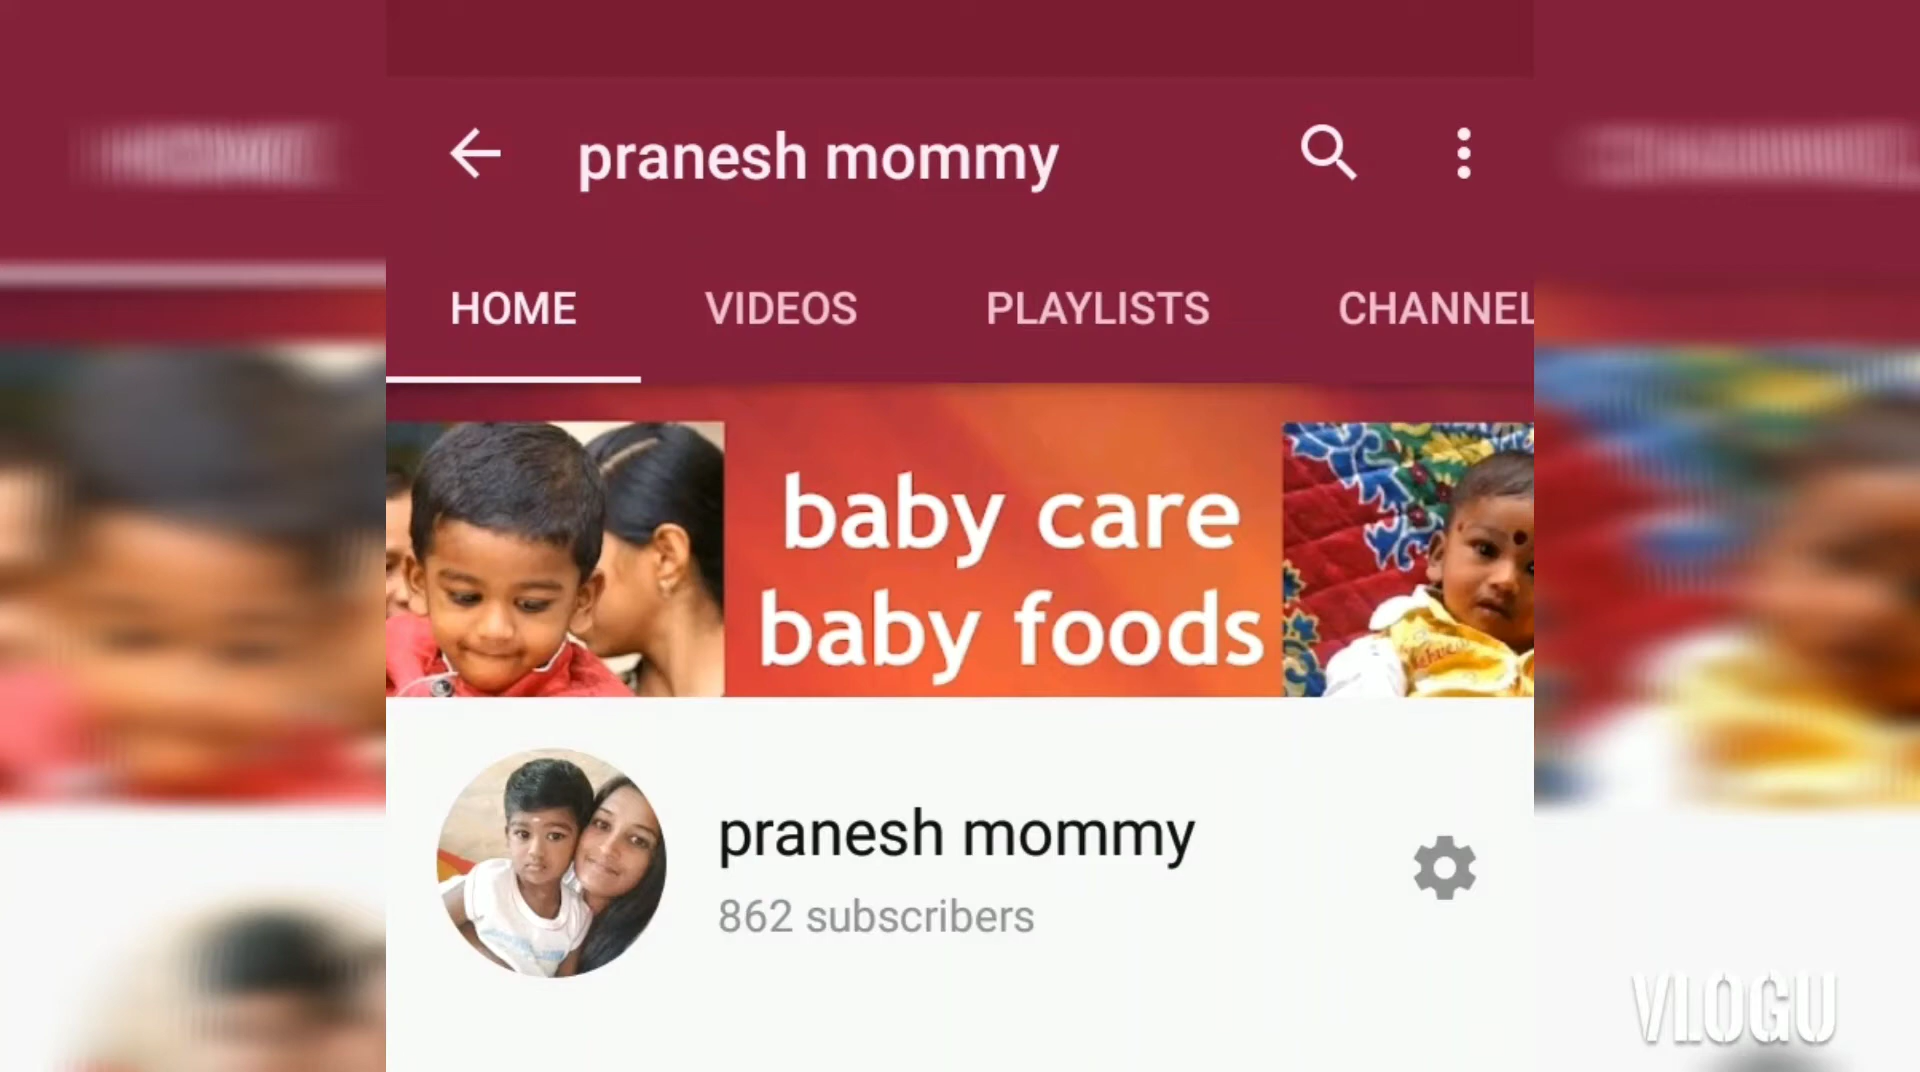 pranesh mommy
HOME VIDEOS PLAYLISTS CHANNEL
baby care
baby foods
pranesh mommy
862 subscribers
VLOGU